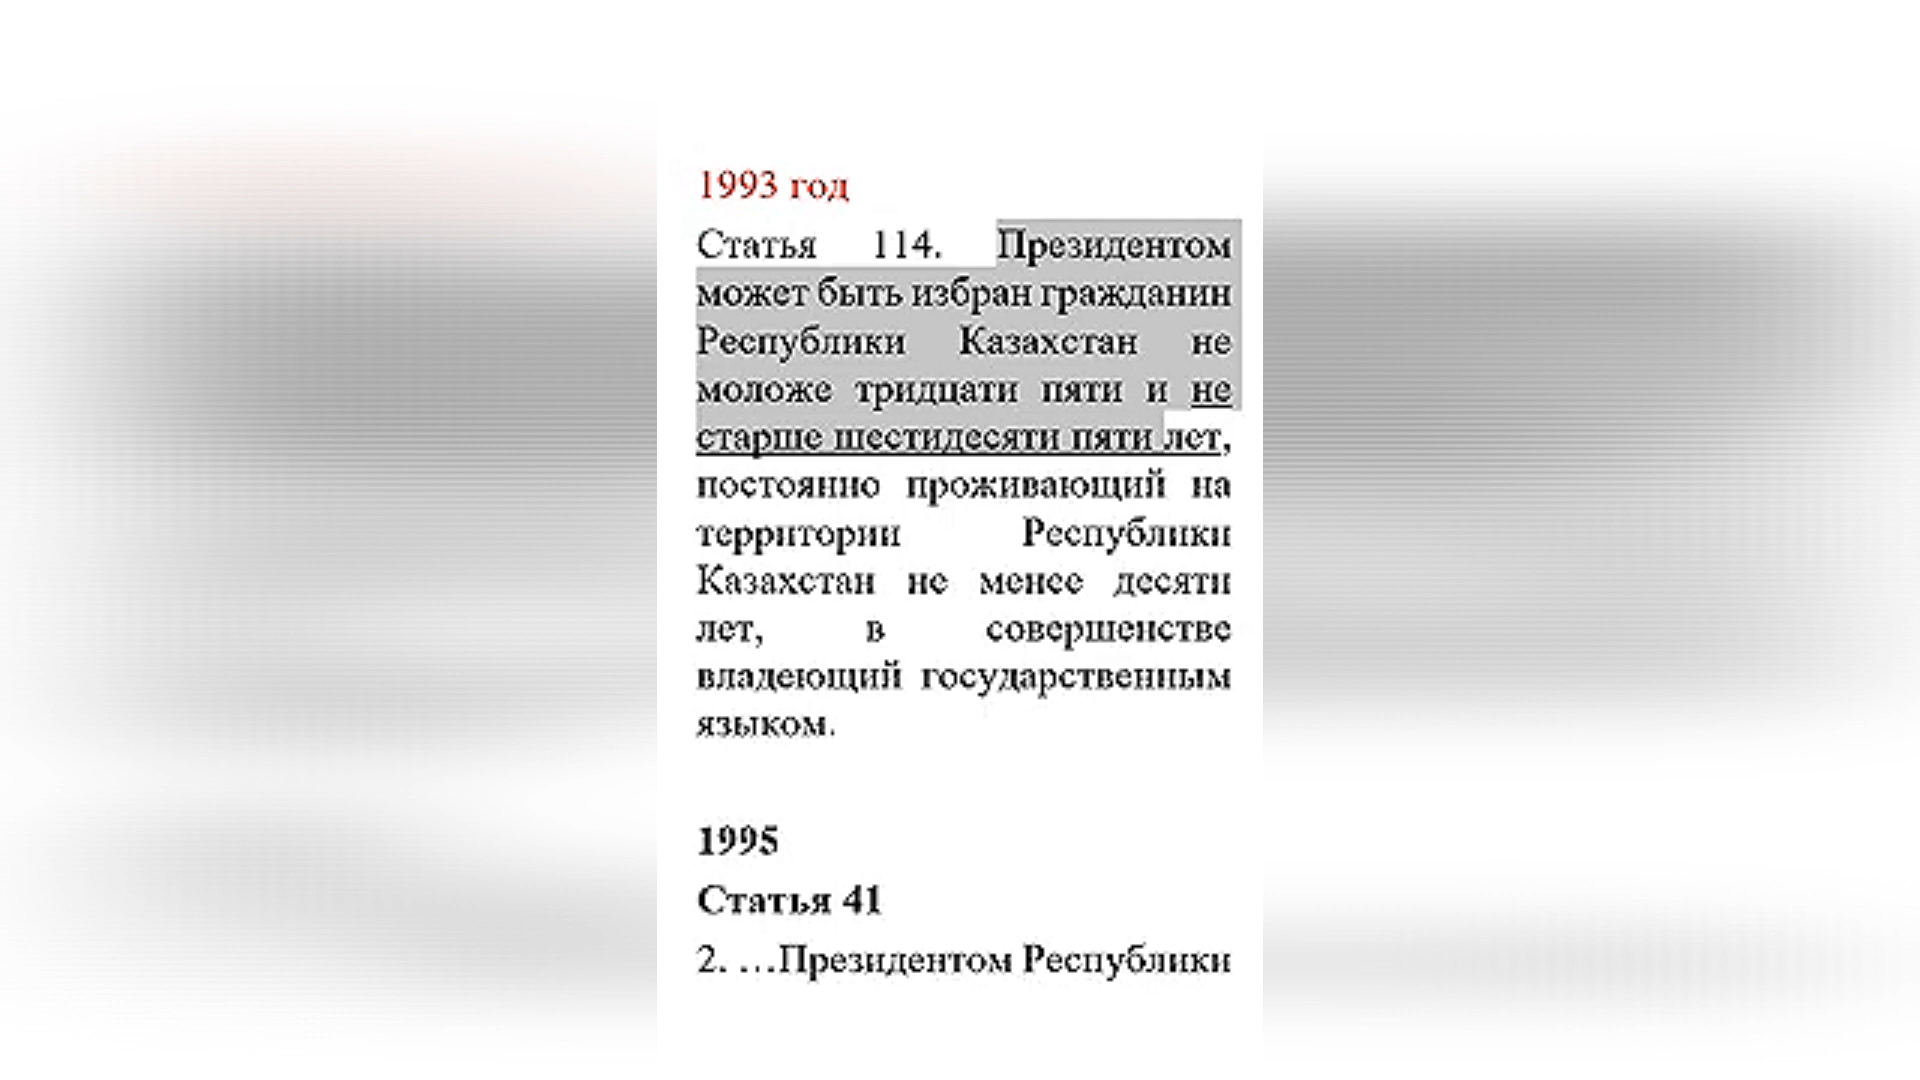 1993 год
Статья 114. Президентом
может быть избран гражданин
Республики Казахстан не
моложе тридцати пяти и не
старше шестидесяти пяти лет,
постоянно проживающий на
территории Республики
Казахстан не менее десяти
лет, в совершенстве
владеющий государственным
языком.
1995
Статья 41
2. ...Президентом Республики